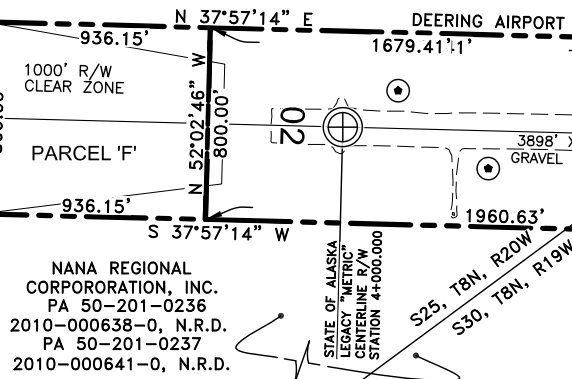 N 37°57'14" E
DEERING AIRPORT
936.15'
1679.41'
1000' R/W
CLEAR ZONE
N 52°02'46" W
800.00'
02
3898' X
GRAVEL
PARCEL 'F'
936.15'
1960.63'
S 37°57'14" W
NANA REGIONAL
CORPORORATION, INC.
PA 50-201-0236
2010-000638-0, N.R.D.
PA 50-201-0237
2010-000641-0, N.R.D.
STATE OF ALASKA
LEGACY "METRIC"
CENTERLINE R/W
STATION 4+000.000
S25, T8N, R20W
S30, T8N, R19W